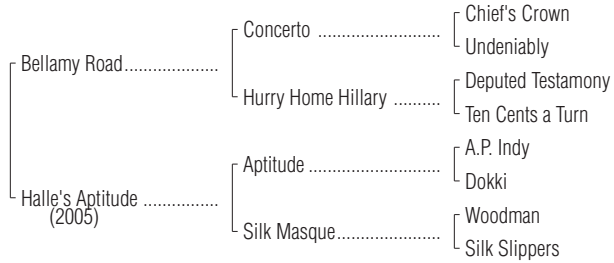 Chief's Crown
Concerto ...........................
Undeniably
Bellamy Road.....................
Deputed Testamony
Hurry Home Hillary ..........
Ten Cents a Turn
A.P. Indy
Aptitude .............................
Dokki
Halle's Aptitude .................
(2005)
Woodman
Silk Masque.......................
Silk Slippers